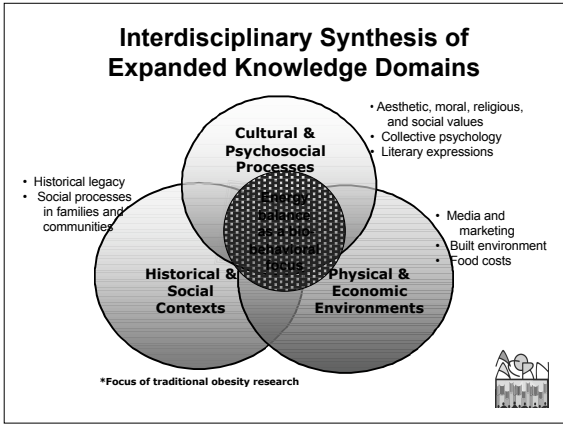 Interdisciplinary Synthesis of
Expanded Knowledge Domains
• Aesthetic, moral, religious,
and social values
• Collective psychology
• Literary expressions
Cultural &
Psychosocial
Processes
• Historical legacy
• Social processes
in families and
communities
Energy
balance
as a bio-
behavioral
focus
• Media and
marketing
• Built environment
• Food costs
Historical &
Social
Contexts
Physical &
Economic
Environments
*Focus of traditional obesity research